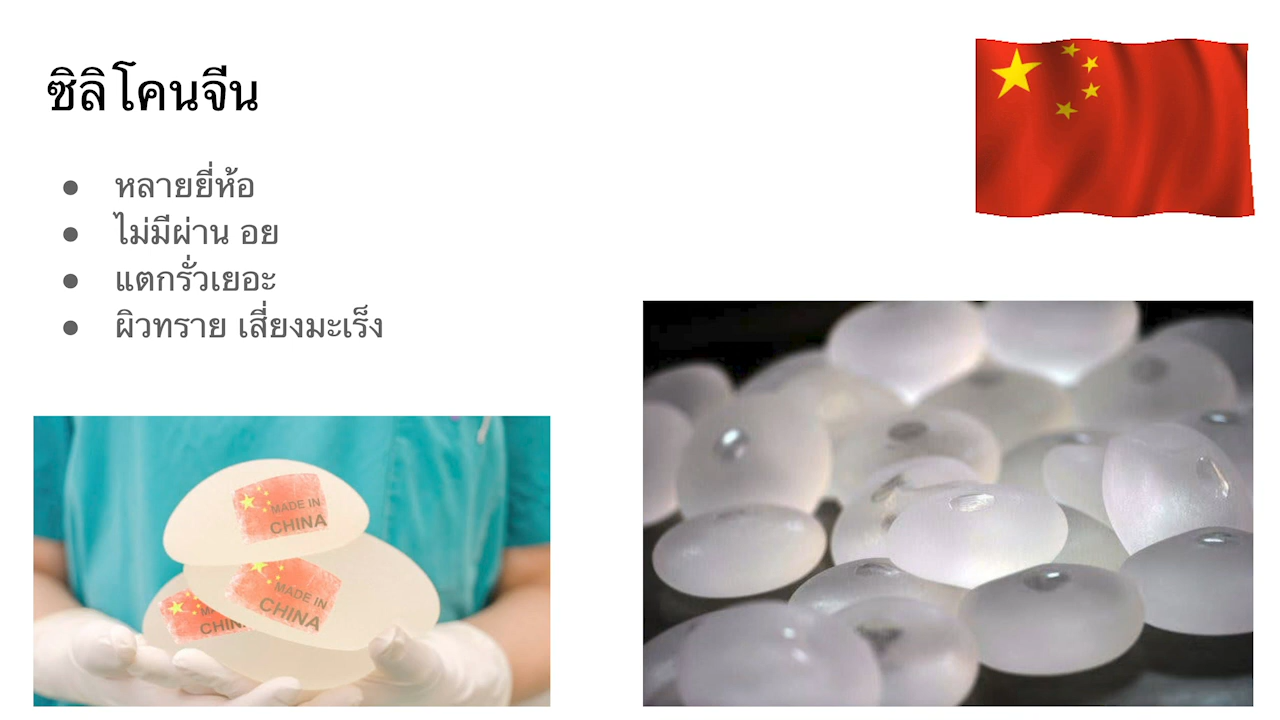 ซิลิโคนจีน
● หลายยี่ห้อ
● ไม่มีผ่าน อย
● แตกรั่วเยอะ
● ผิวทราย เสี่ยงมะเร็ง
MADE IN
CHINA
MADE IN
CHINA